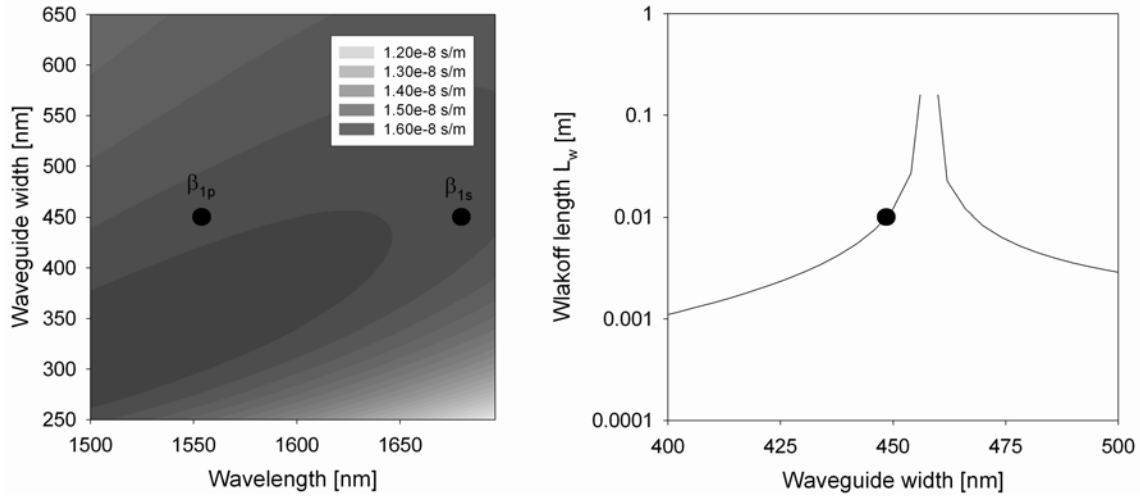 650
600
550
500
450
400
350
300
250
Waveguide width [nm]
1.20e-8 s/m
1.30e-8 s/m
1.40e-8 s/m
1.50e-8 s/m
1.60e-8 s/m
β1p
β1s
1500
1550
1600
1650
Wavelength [nm]
1
0.1
0.01
0.001
0.0001
Wlakoff length Lw [m]
400
425
450
475
500
Waveguide width [nm]